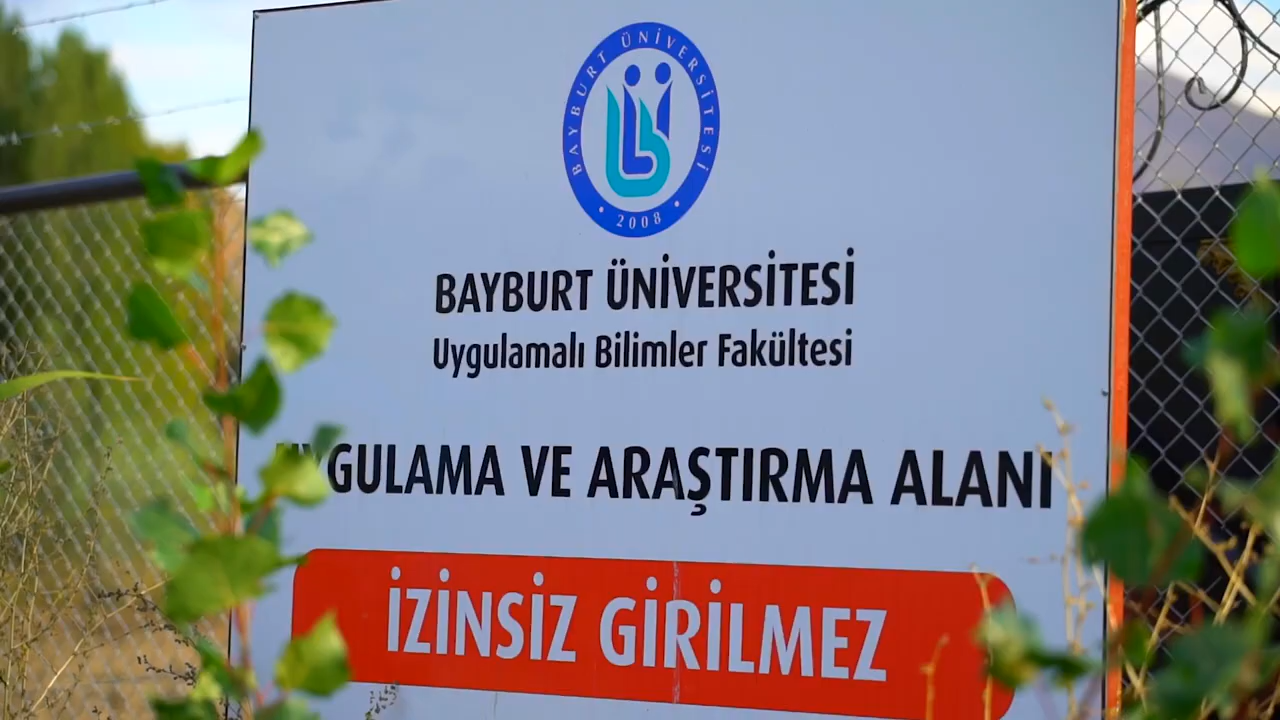 BAYBURT ÜNİVERSİTESİ
• 2008 •
BAYBURT ÜNİVERSİTESİ
Uygulamalı Bilimler Fakültesi
UYGULAMA VE ARAŞTIRMA ALANI
İZİNSİZ GİRİLMEZ